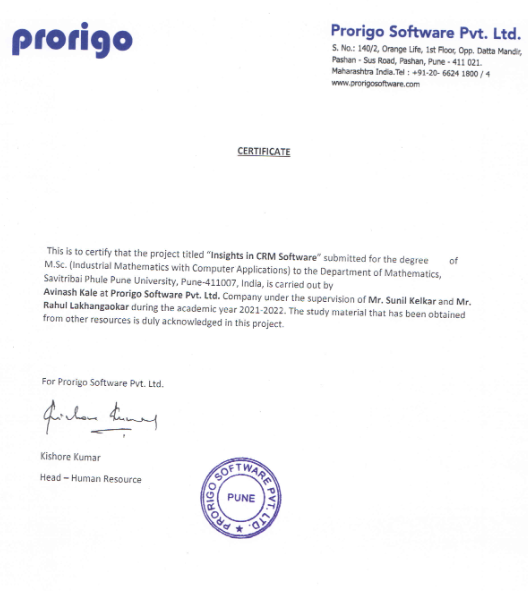 prorigo
Prorigo Software Pvt. Ltd.
S. No.: 140/2, Orange Life, 1st Floor, Opp. Datta Mandir,
Pashan - Sus Road, Pashan, Pune - 411 021.
Maharashtra India.Tel : +91-20- 6624 1800 / 4
www.prorigosoftware.com
CERTIFICATE
This is to certify that the project titled "Insights in CRM Software" submitted for the degree of
M.Sc. (Industrial Mathematics with Computer Applications) to the Department of Mathematics,
Savitribai Phule Pune University, Pune-411007, India, is carried out by
Avinash Kale at Prorigo Software Pvt. Ltd. Company under the supervision of Mr. Sunil Kelkar and Mr.
Rahul Lakhangaokar during the academic year 2021-2022. The study material that has been obtained
from other resources is duly acknowledged in this project.
For Prorigo Software Pvt. Ltd.
Kishore Kumar
Kishore Kumar
Head – Human Resource
PRORIGO SOFTWARE PVT. LTD. ★
PUNE